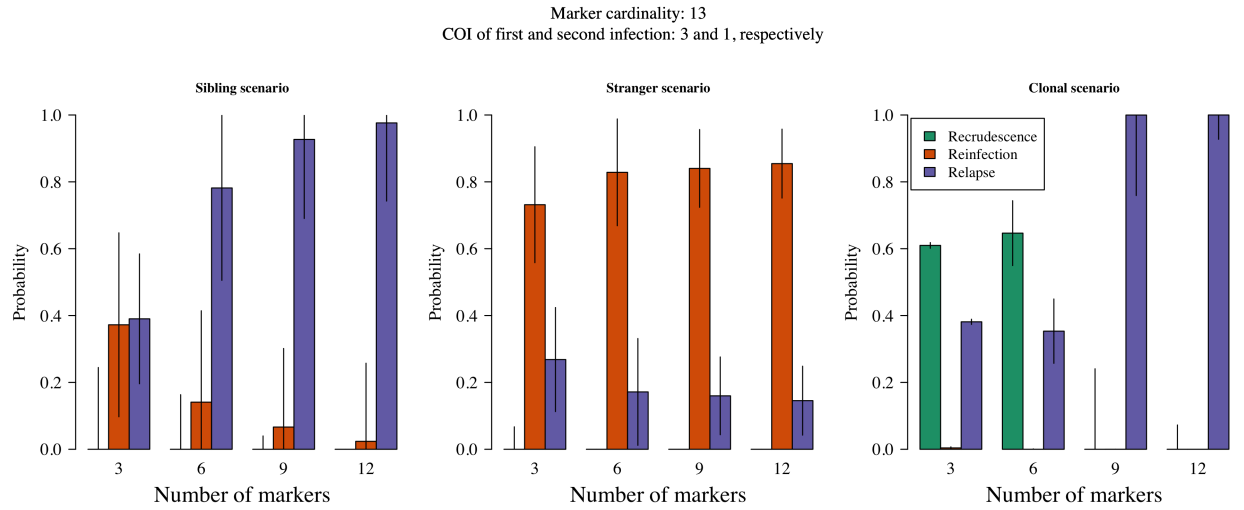 Marker cardinality: 13
COI of first and second infection: 3 and 1, respectively
Sibling scenario
Probability
1.0
0.8
0.6
0.4
0.2
0.0
3 6 9 12
Number of markers
Stranger scenario
Probability
1.0
0.8
0.6
0.4
0.2
0.0
3 6 9 12
Number of markers
Clonal scenario
Probability
1.0
0.8
0.6
0.4
0.2
0.0
Recrudescence
Reinfection
Relapse
3 6 9 12
Number of markers